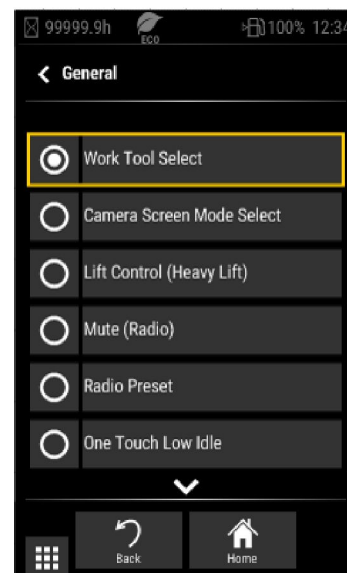 99999.9h ECO 100% 12:34
General
Work Tool Select
Camera Screen Mode Select
Lift Control (Heavy Lift)
Mute (Radio)
Radio Preset
One Touch Low Idle
Back Home